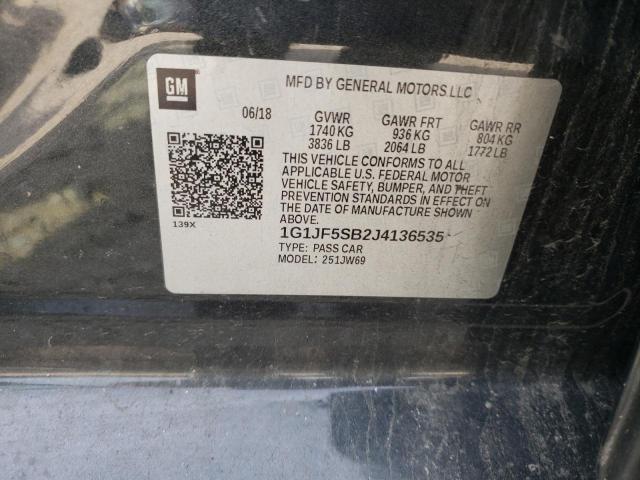 GM
MFD BY GENERAL MOTORS LLC
06/18 GVWR GAWR FRT GAWR RR
1740 KG 936 KG 804 KG
3836 LB 2064 LB 1772 LB
THIS VEHICLE CONFORMS TO ALL
APPLICABLE U.S. FEDERAL MOTOR
VEHICLE SAFETY, BUMPER, AND THEFT
PREVENTION STANDARDS IN EFFECT ON
THE DATE OF MANUFACTURE SHOWN
ABOVE.
139X
1G1JF5SB2J4136535
TYPE: PASS CAR
MODEL: 251JW69